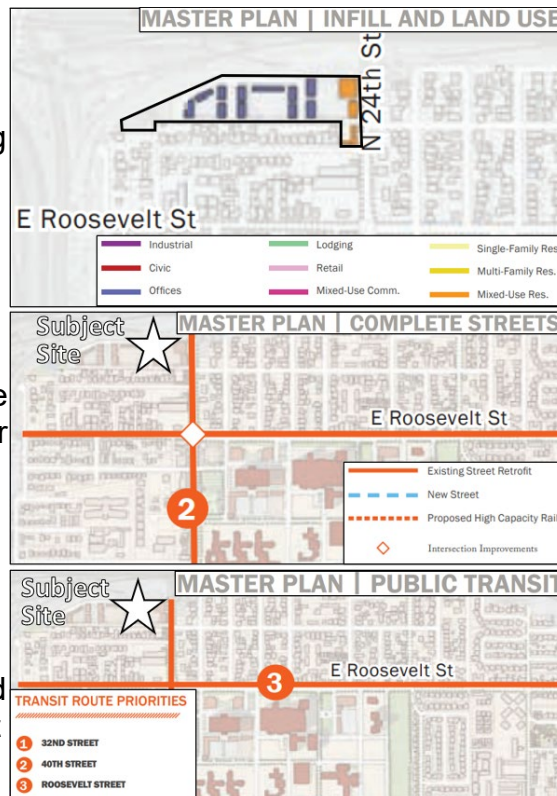 MASTER PLAN | INFILL AND LAND USE
N 24th St
g
E Roosevelt St
Industrial
Civic
Offices
Lodging
Retail
Mixed-Use Comm.
Single-Family Res
Multi-Family Res.
Mixed-Use Res.
Subject
Site
MASTER PLAN | COMPLETE STREETS
e
r
E Roosevelt St
2
Existing Street Retrofit
New Street
Proposed High Capacity Rail
Intersection Improvements
Subject
Site
MASTER PLAN | PUBLIC TRANSIT
E Roosevelt St
3
d
TRANSIT ROUTE PRIORITIES
1 32ND STREET
2 40TH STREET
3 ROOSEVELT STREET